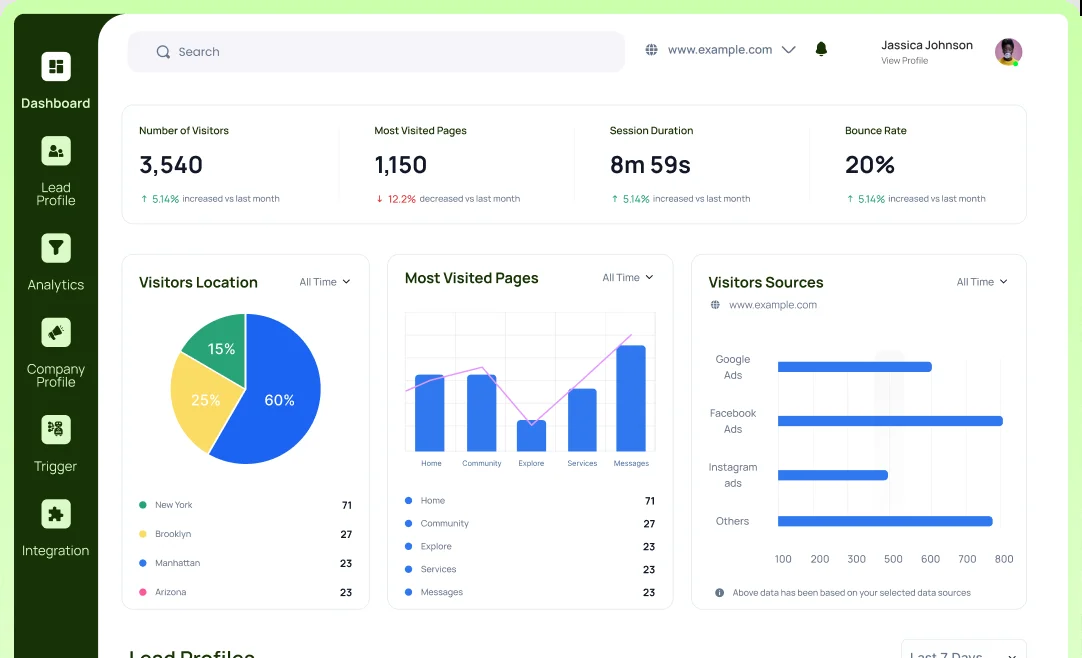 Search
www.example.com
Jassica Johnson
View Profile
Dashboard
Lead
Profile
Analytics
Company
Profile
Trigger
Integration
Number of Visitors
3,540
↑ 5.14% increased vs last month
Most Visited Pages
1,150
↓ 12.2% decreased vs last month
Session Duration
8m 59s
↑ 5.14% increased vs last month
Bounce Rate
20%
↑ 5.14% increased vs last month
Visitors Location
All Time
15%
25%
60%
New York 71
Brooklyn 27
Manhattan 23
Arizona 23
Most Visited Pages
All Time
Home Community Explore Services Messages
Home 71
Community 27
Explore 23
Services 23
Messages 23
Visitors Sources
All Time
www.example.com
Google
Ads
Facebook
Ads
Instagram
ads
Others
100 200 300 400 500 600 700 800
Above data has been based on your selected data sources
Lead Profiles
Last 7 Days